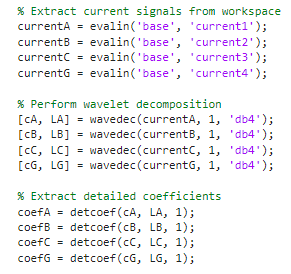 % Extract current signals from workspace
currentA = evalin('base', 'current1');
currentB = evalin('base', 'current2');
currentC = evalin('base', 'current3');
currentG = evalin('base', 'current4');
% Perform wavelet decomposition
[cA, LA] = wavedec(currentA, 1, 'db4');
[cB, LB] = wavedec(currentB, 1, 'db4');
[cC, LC] = wavedec(currentC, 1, 'db4');
[cG, LG] = wavedec(currentG, 1, 'db4');
% Extract detailed coefficients
coefA = detcoef(cA, LA, 1);
coefB = detcoef(cB, LB, 1);
coefC = detcoef(cC, LC, 1);
coefG = detcoef(cG, LG, 1);